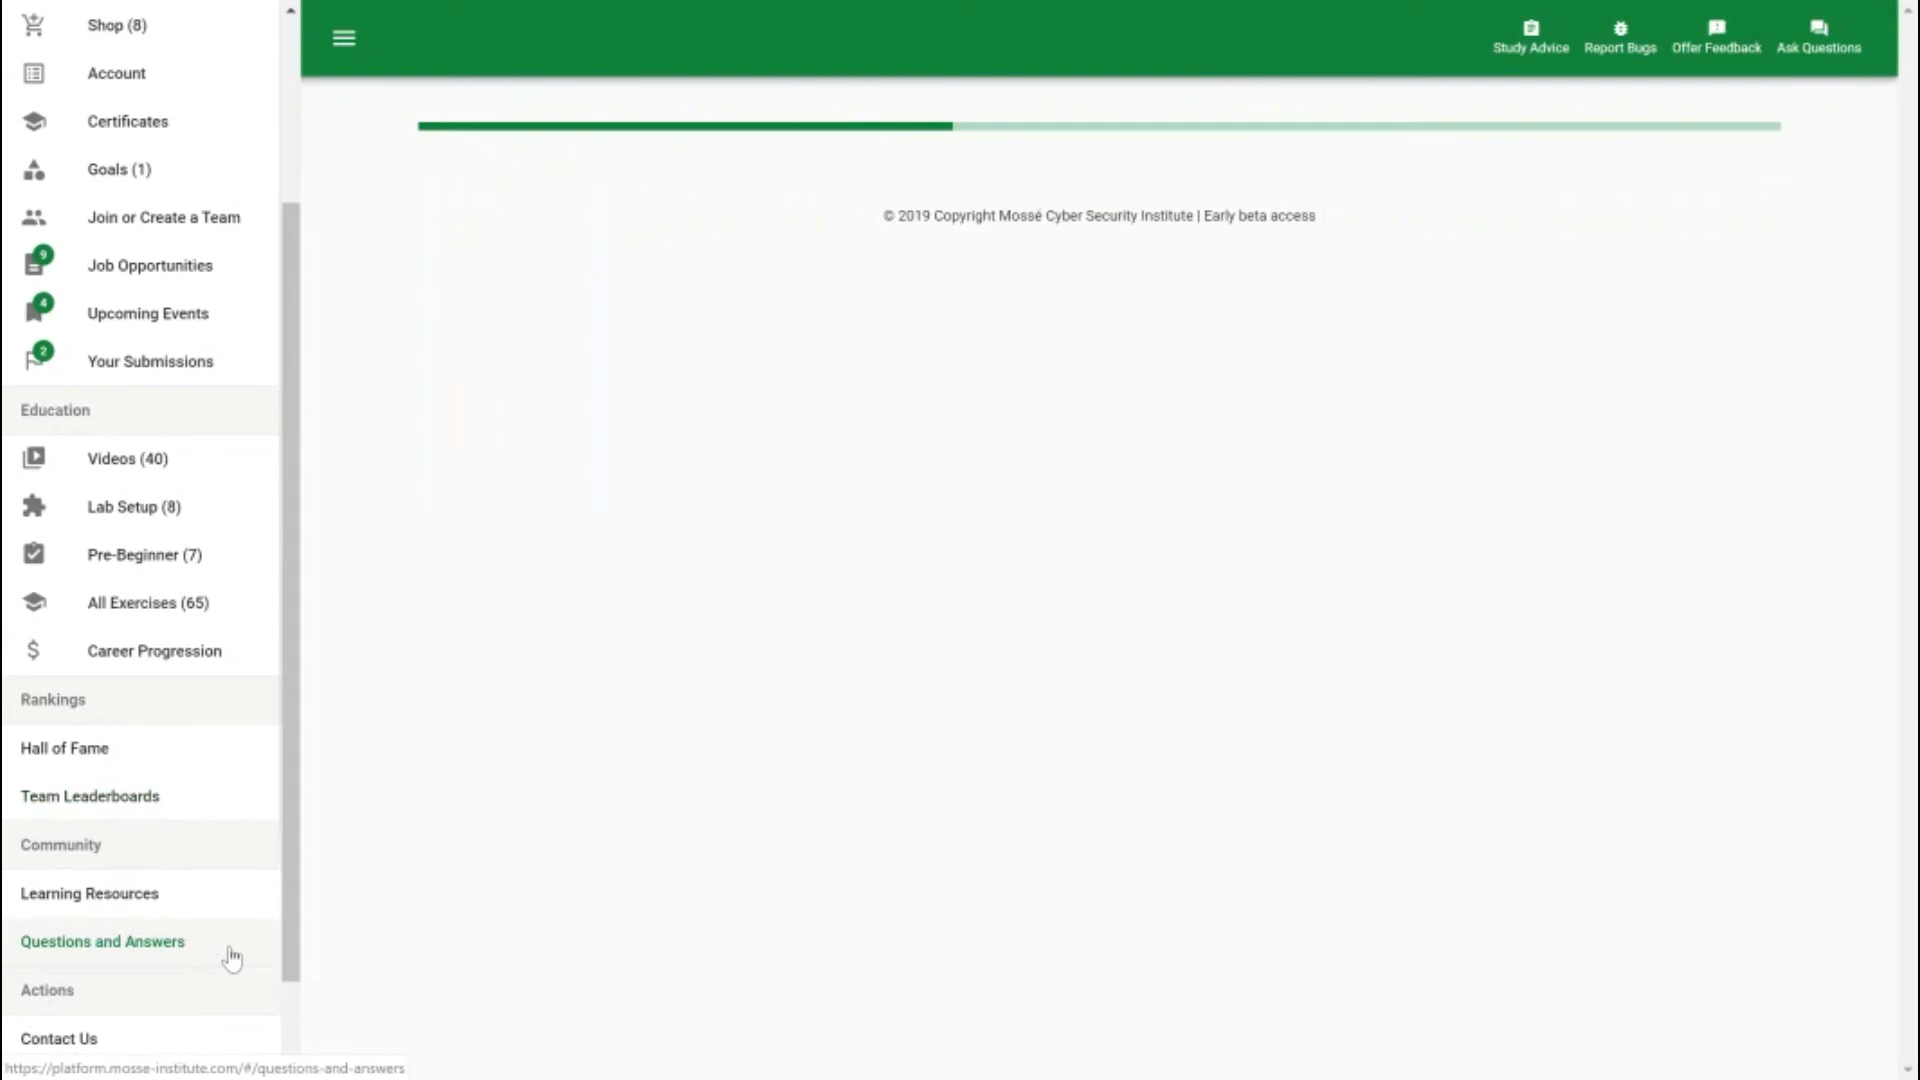 Shop (8)
Account
Certificates
Goals (1)
Join or Create a Team
9
Job Opportunities
4
Upcoming Events
2
Your Submissions
Education
Videos (40)
Lab Setup (8)
Pre-Beginner (7)
All Exercises (65)
Career Progression
Rankings
Hall of Fame
Team Leaderboards
Community
Learning Resources
Questions and Answers
Actions
Contact Us
https://platform.mosse-institute.com/#/questions-and-answers
Study Advice
Report Bugs
Offer Feedback
Ask Questions
© 2019 Copyright Mossé Cyber Security Institute | Early beta access